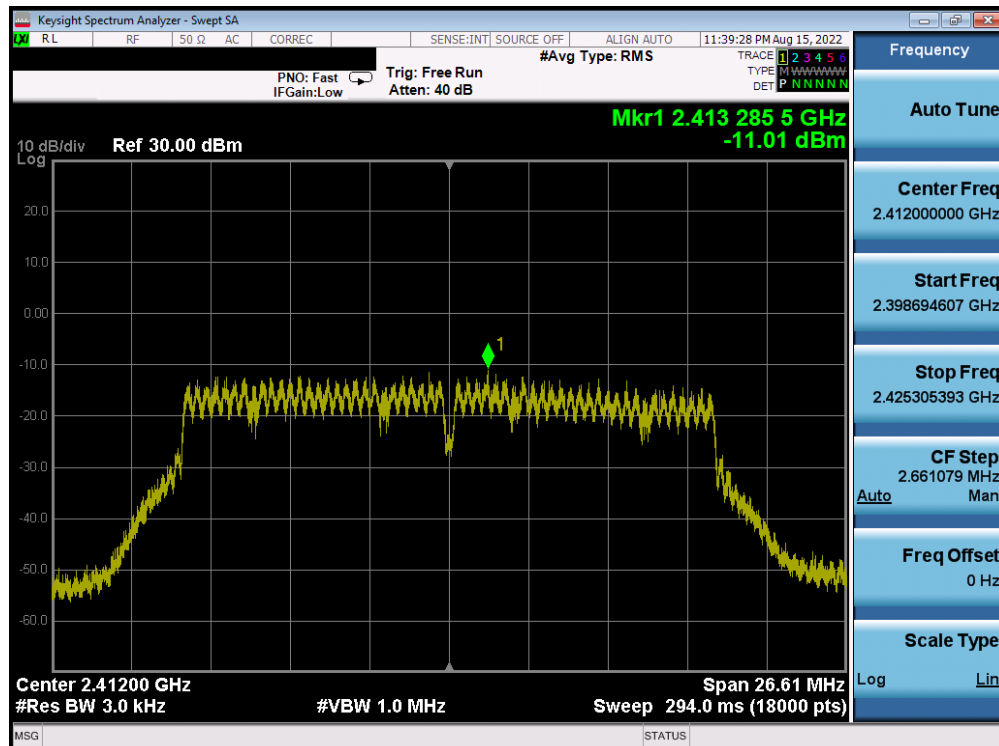 Keysight Spectrum Analyzer - Swept SA
LXI RL RF 50 Ω AC CORREC SENSE:INT SOURCE OFF ALIGN AUTO 11:39:28 PM Aug 15, 2022
#Avg Type: RMS
PNO: Fast
IFGain:Low
Trig: Free Run
Atten: 40 dB
TRACE 1 2 3 4 5 6
TYPE M WWWWW
DET P N N N N N
Mkr1 2.413 285 5 GHz
-11.01 dBm
10 dB/div Ref 30.00 dBm
Log
20.0
10.0
0.00
-10.0
-20.0
-30.0
-40.0
-50.0
-60.0
1
Center 2.41200 GHz Span 26.61 MHz
#Res BW 3.0 kHz #VBW 1.0 MHz Sweep 294.0 ms (18000 pts)
MSG STATUS
Frequency
Auto Tune
Center Freq
2.412000000 GHz
Start Freq
2.398694607 GHz
Stop Freq
2.425305393 GHz
CF Step
2.661079 MHz
Auto Man
Freq Offset
0 Hz
Scale Type
Log Lin